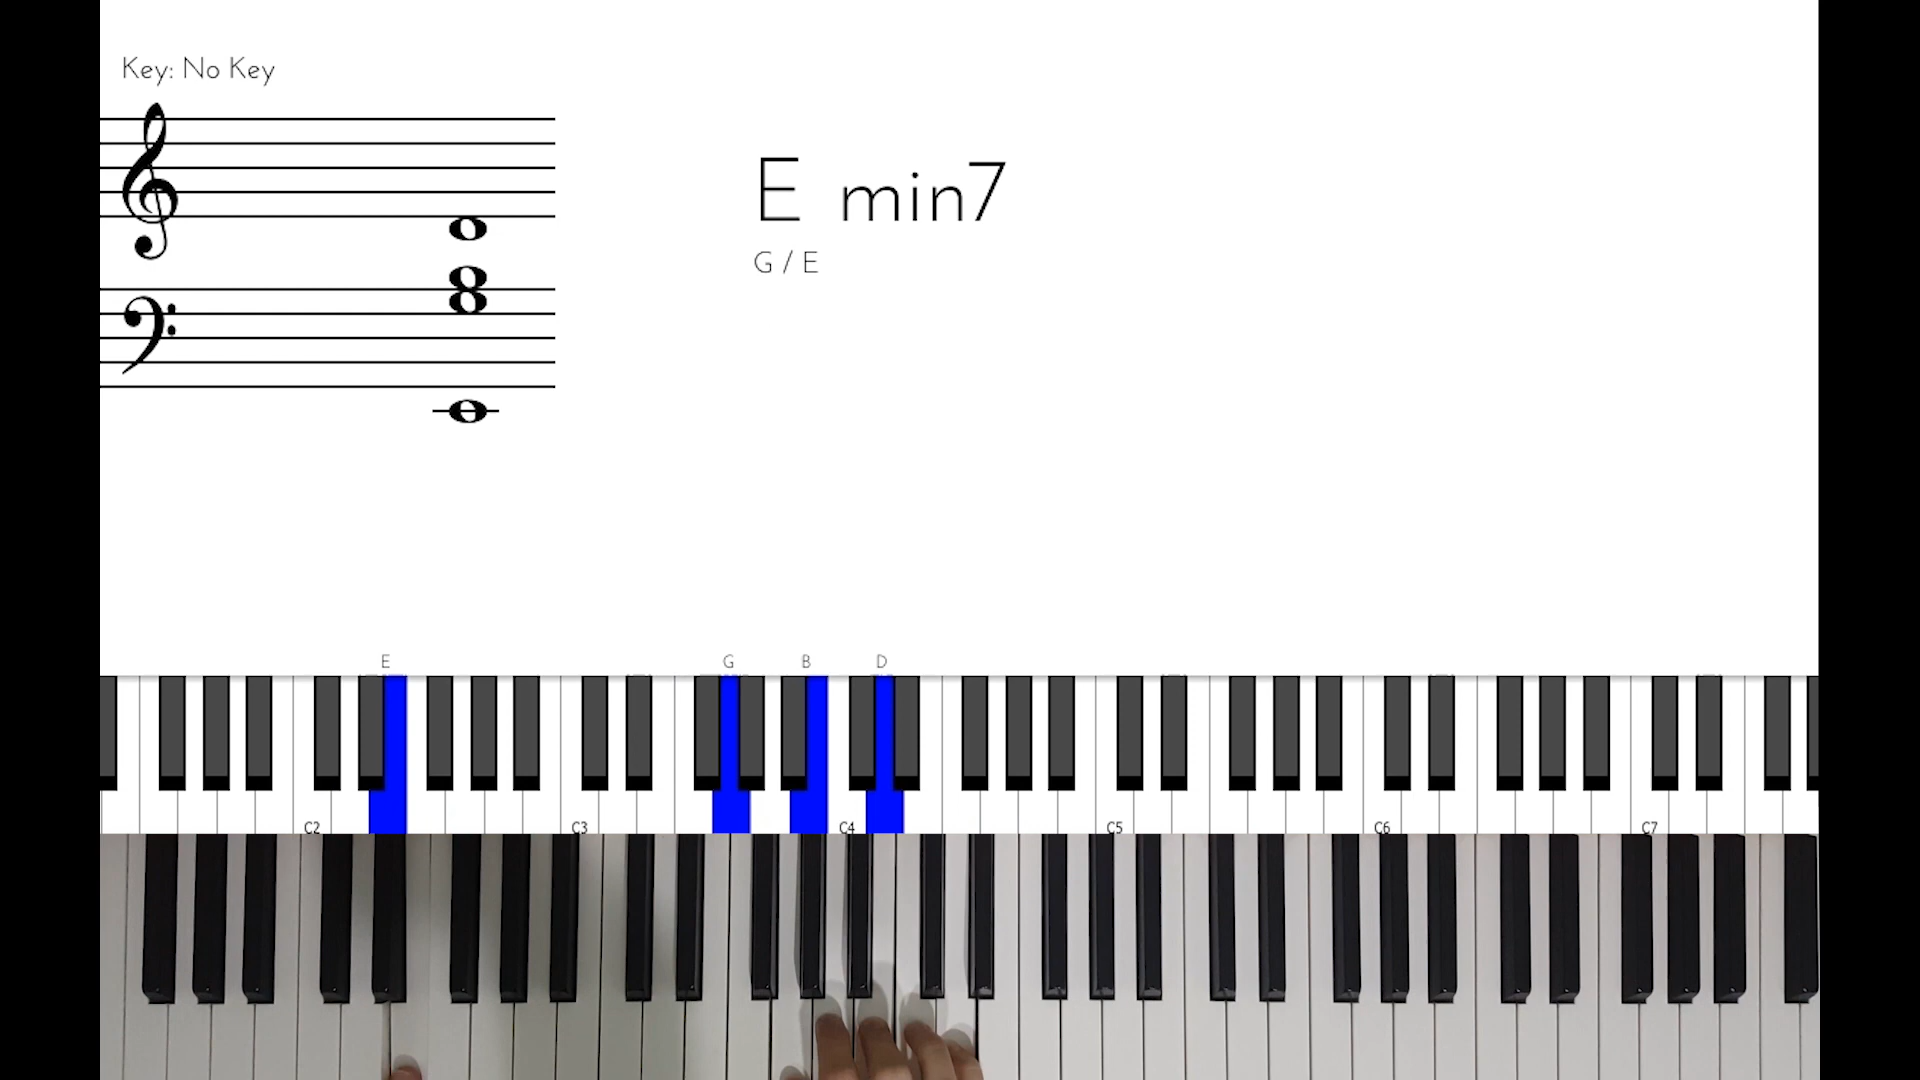 Key: No Key
E min7
G / E
E G B D
C2 C3 C4 C5 C6 C7